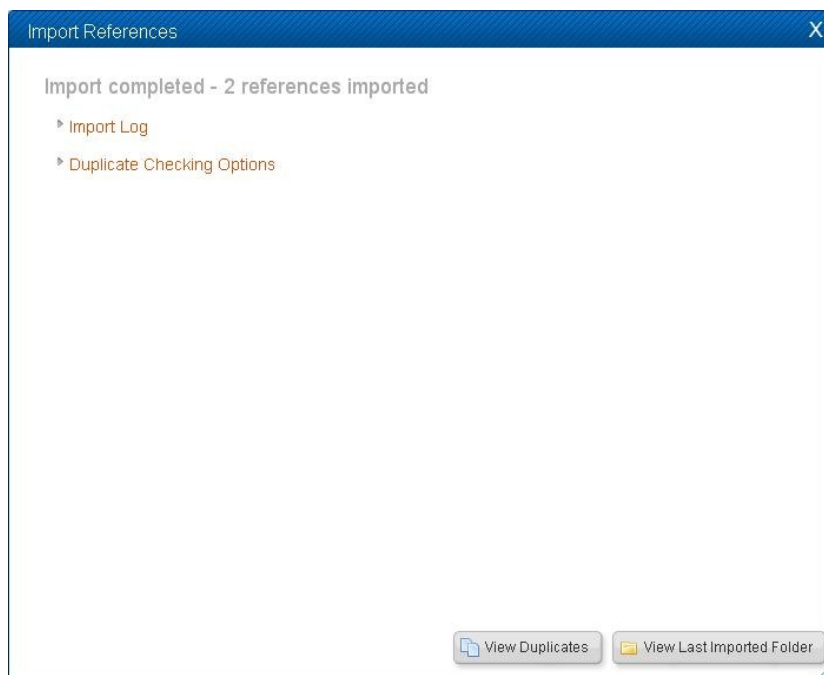 Import References
X
Import completed - 2 references imported
Import Log
Duplicate Checking Options
View Duplicates
View Last Imported Folder